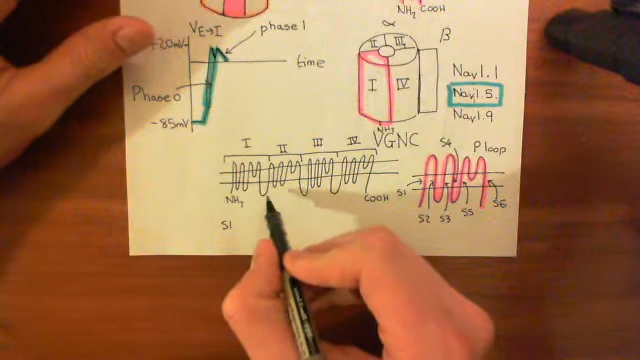 NH2 COOH
VE→I
+20mV
phase 1
time
Phase 0
-85mV
α
β
II III
I IV
NH2
Nav1.1
Nav1.5
Nav1.9
VGNC
I II III IV
NH2
COOH
S4
P loop
S1
S2 S3 S5 S6
S1